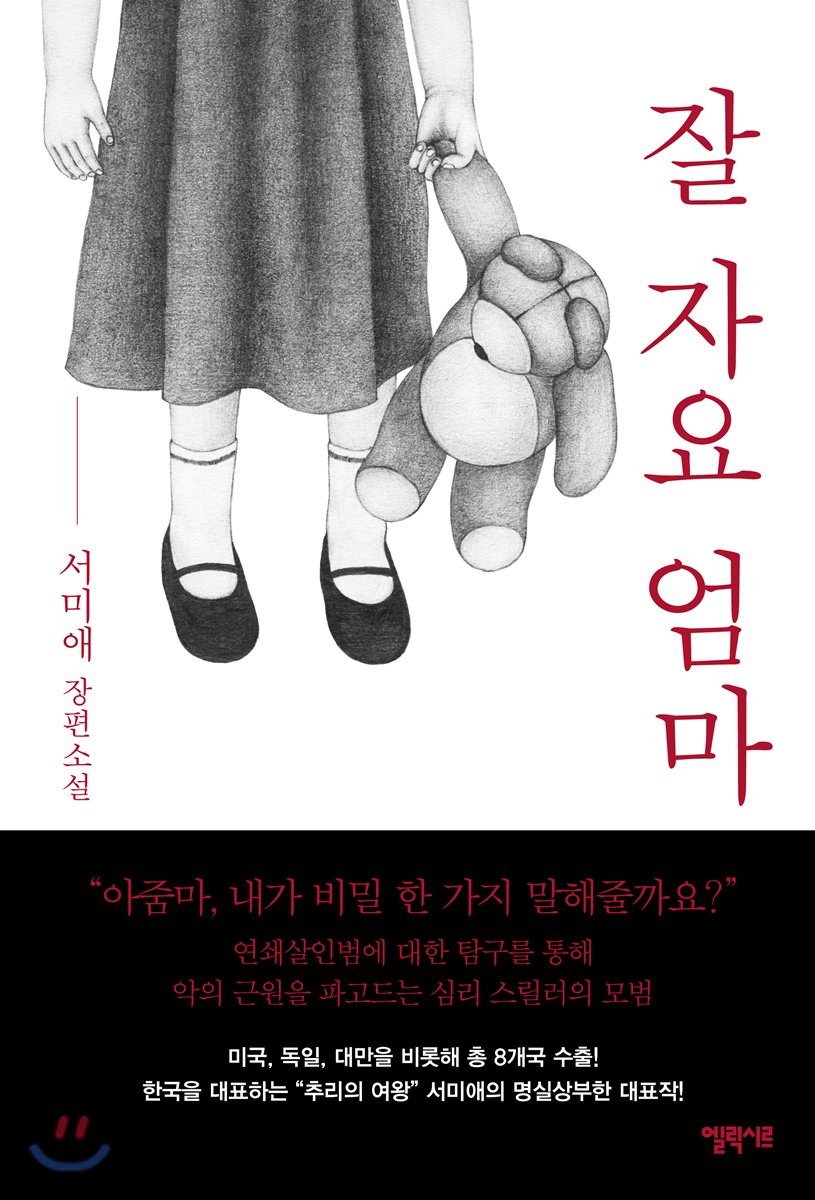 잘 자요 엄마
서미애 장편소설
“아줌마, 내가 비밀 한 가지 말해줄까요?”
연쇄살인범에 대한 탐구를 통해
악의 근원을 파고드는 심리 스릴러의 모범
미국, 독일, 대만을 비롯해 총 8개국 수출!
한국을 대표하는 “추리의 여왕” 서미애의 명실상부한 대표작!
엘릭시르